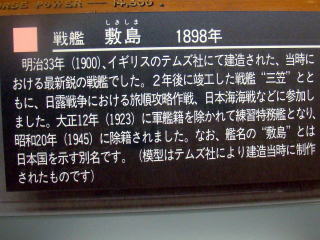 HORSE POWER 14,500
しきしま
戦艦 敷島 1898年
明治33年(1900)、イギリスのテムズ社にて建造された、当時に
おける最新鋭の戦艦でした。2年後に竣工した戦艦"三笠"とと
もに、日露戦争における旅順攻略作戦、日本海海戦などに参加し
ました。大正12年(1923)に軍艦籍を除かれて練習特務艦となり、
昭和20年(1945)に除籍されました。なお、艦名の"敷島"とは
日本国を示す別名です。(模型はテムズ社により建造当時に制作
されたものです)